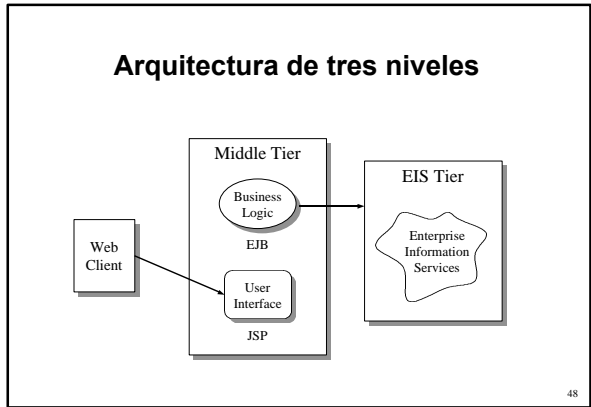 Arquitectura de tres niveles
Middle Tier
Business
Logic
EJB
User
Interface
JSP
Web
Client
EIS Tier
Enterprise
Information
Services
48